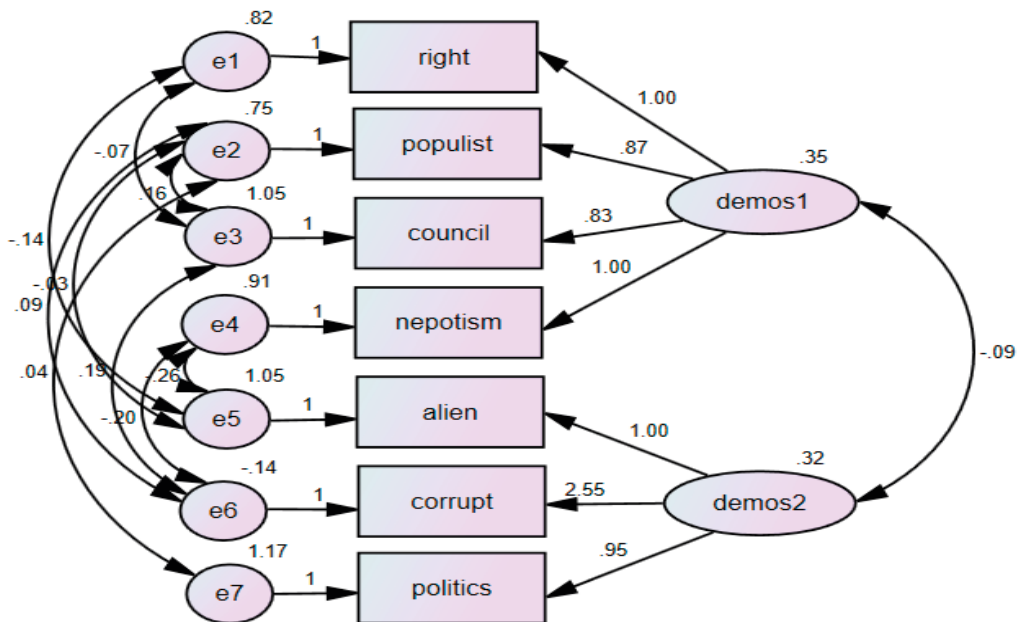 .82
e1 1 right
1.00
.75
e2 1 populist
.87
.35
-.07
demos1
.16 1.05
e3 1 council
.83
-.14
.91
-.03
.09
e4 1 nepotism
1.00
-.09
.04 .19 -.26 1.05
e5 1 alien
1.00
-.20
-.14
.32
e6 1 corrupt
2.55
demos2
1.17
.95
e7 1 politics